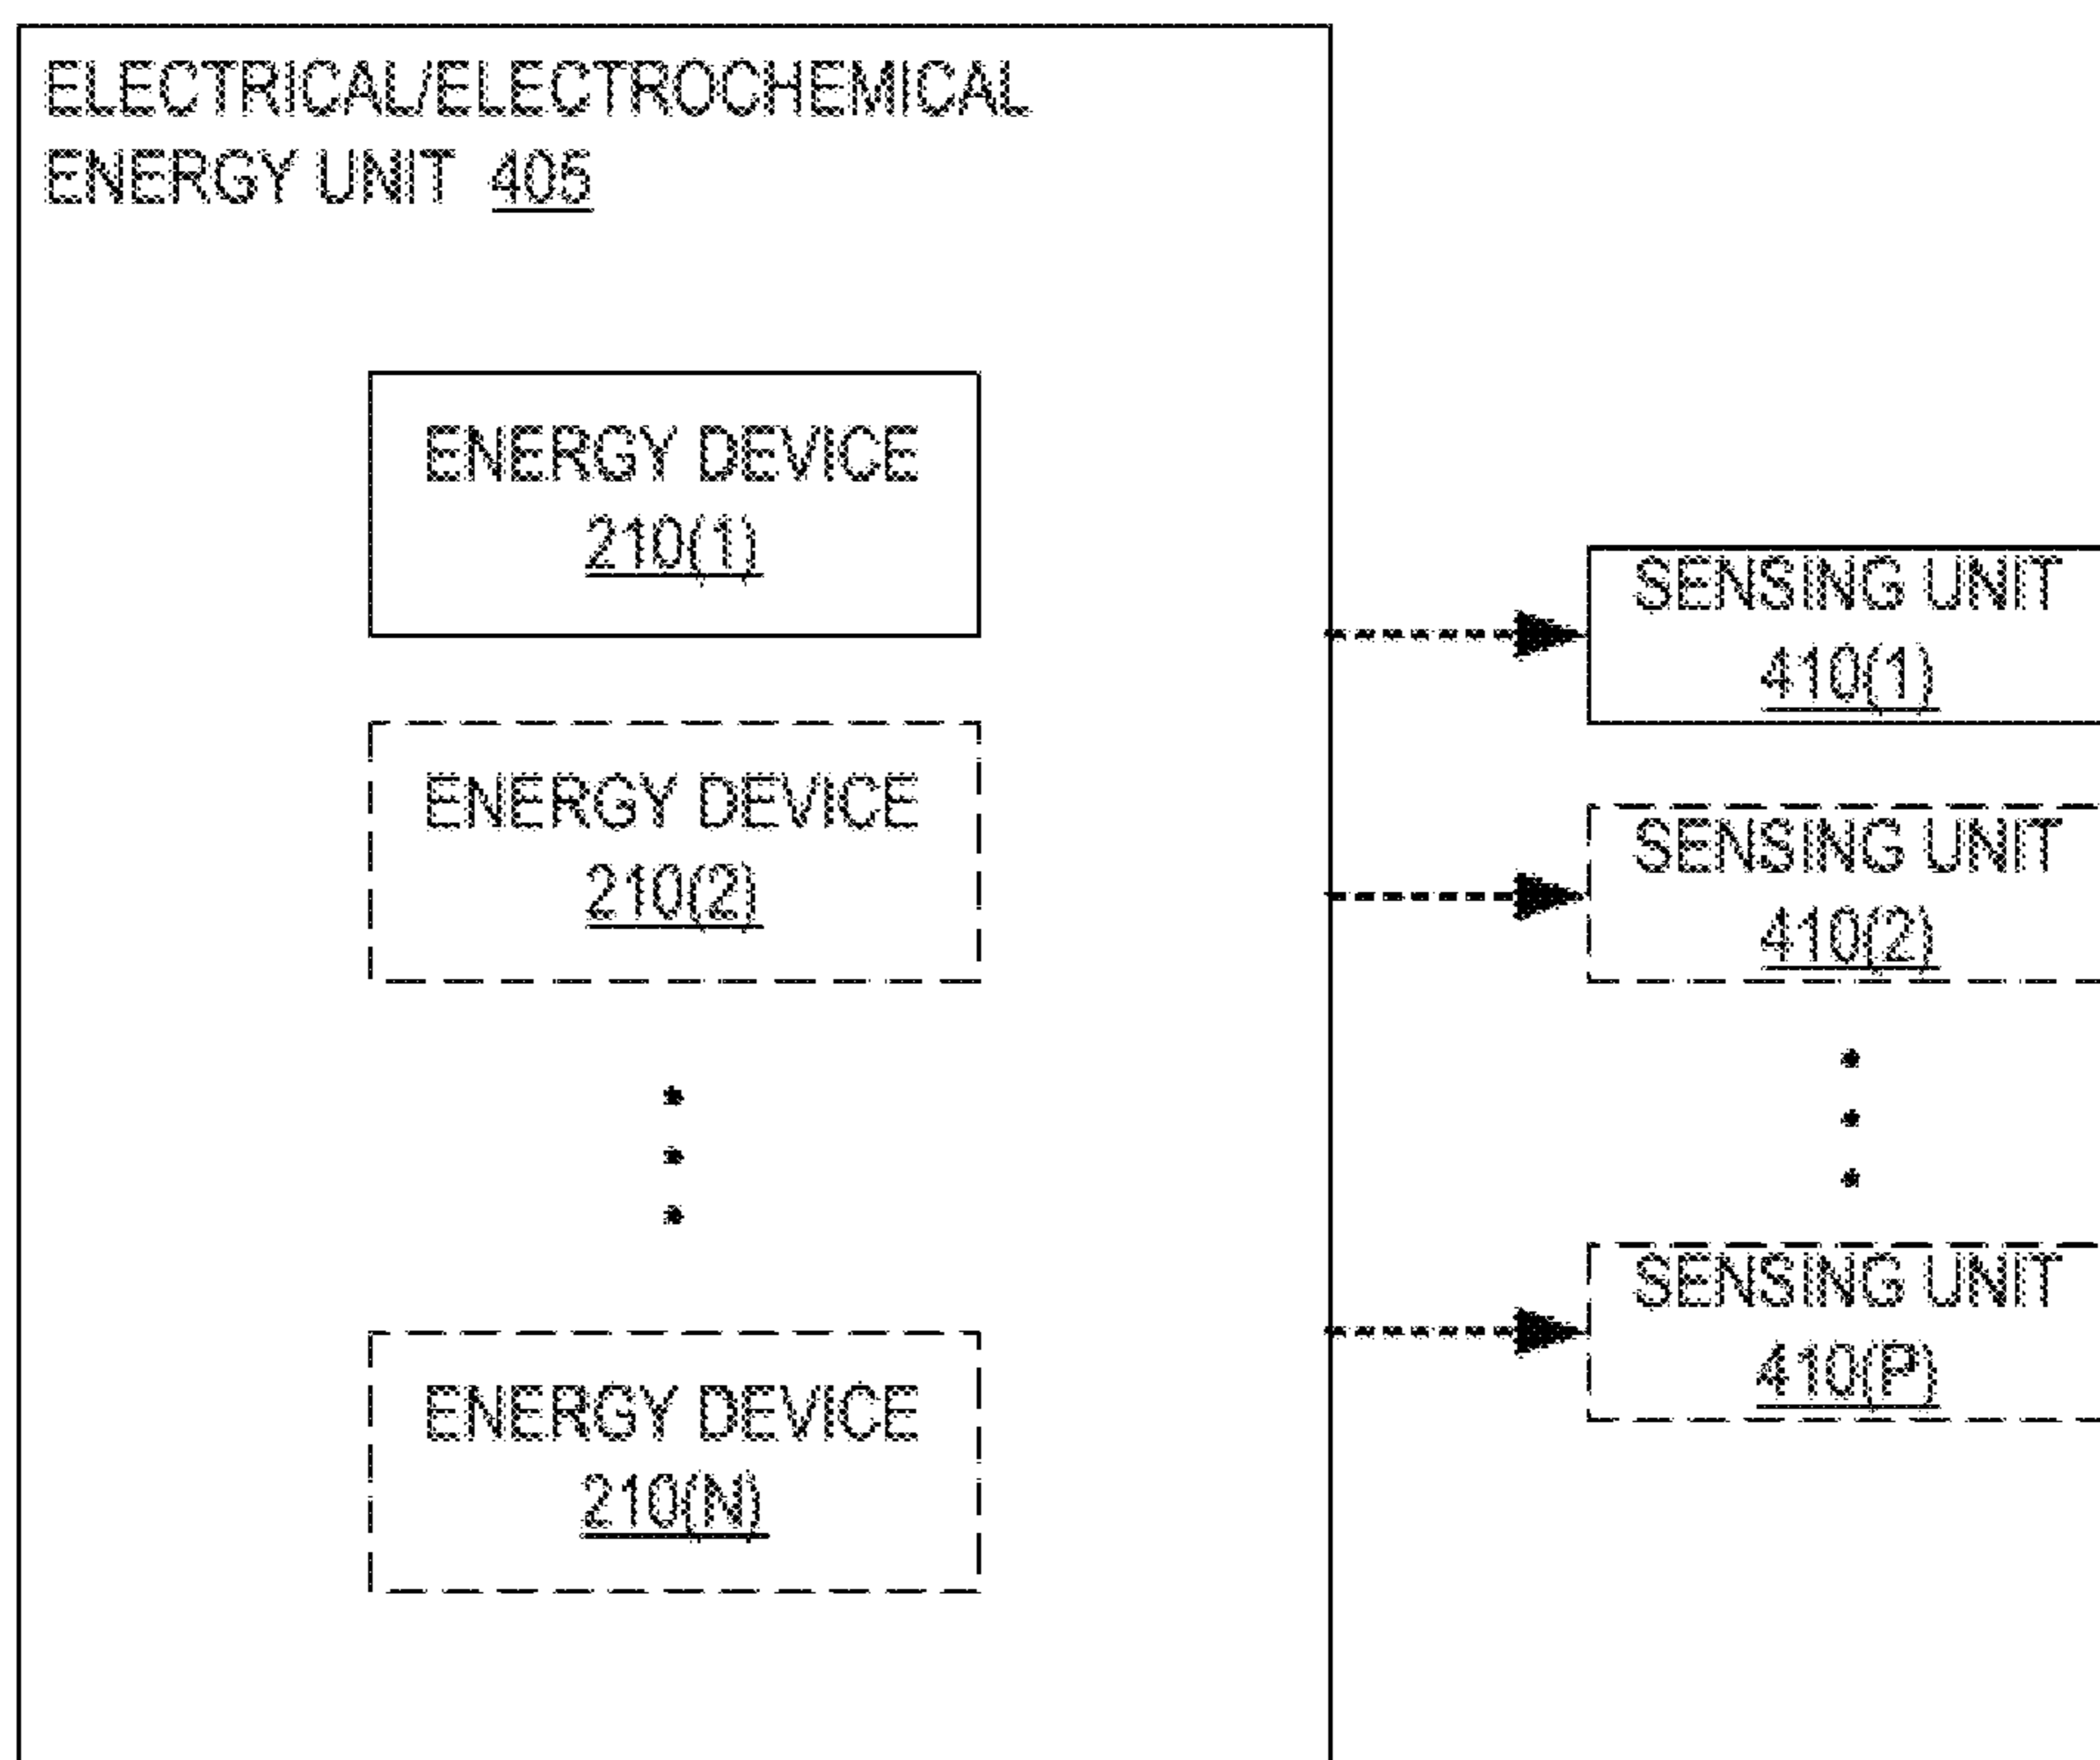 ELECTRICAL/ELECTROCHEMICAL
ENERGY UNIT 405
ENERGY DEVICE
210(1)
ENERGY DEVICE
210(2)
ENERGY DEVICE
210(N)
SENSING UNIT
410(1)
SENSING UNIT
410(2)
SENSING UNIT
410(P)